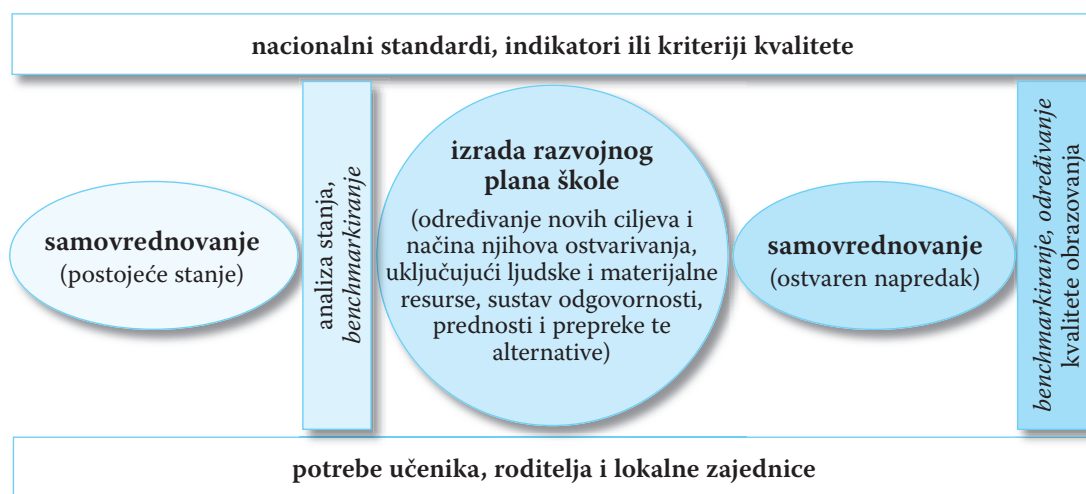 nacionalni standardi, indikatori ili kriteriji kvalitete
samovrednovanje
(postojeće stanje)
analiza stanja,
benchmarkiranje
izrada razvojnog
plana škole
(određivanje novih ciljeva i
načina njihova ostvarivanja,
uključujući ljudske i materijalne
resurse, sustav odgovornosti,
prednosti i prepreke te
alternative)
samovrednovanje
(ostvaren napredak)
benchmarkiranje, određivanje
kvalitete obrazovanja
potrebe učenika, roditelja i lokalne zajednice